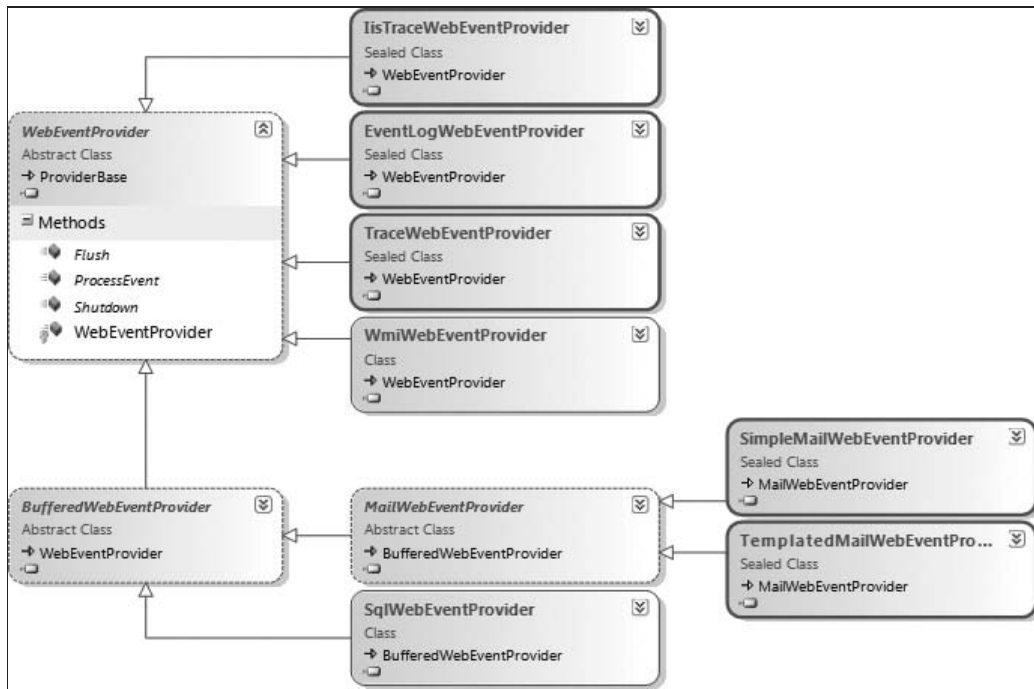 IisTraceWebEventProvider
Sealed Class
WebEventProvider
WebEventProvider
Abstract Class
ProviderBase
Methods
Flush
ProcessEvent
Shutdown
WebEventProvider
EventLogWebEventProvider
Sealed Class
WebEventProvider
TraceWebEventProvider
Sealed Class
WebEventProvider
WmiWebEventProvider
Class
WebEventProvider
BufferedWebEventProvider
Abstract Class
WebEventProvider
MailWebEventProvider
Abstract Class
BufferedWebEventProvider
SqlWebEventProvider
Class
BufferedWebEventProvider
SimpleMailWebEventProvider
Sealed Class
MailWebEventProvider
TemplatedMailWebEventPro...
Sealed Class
MailWebEventProvider